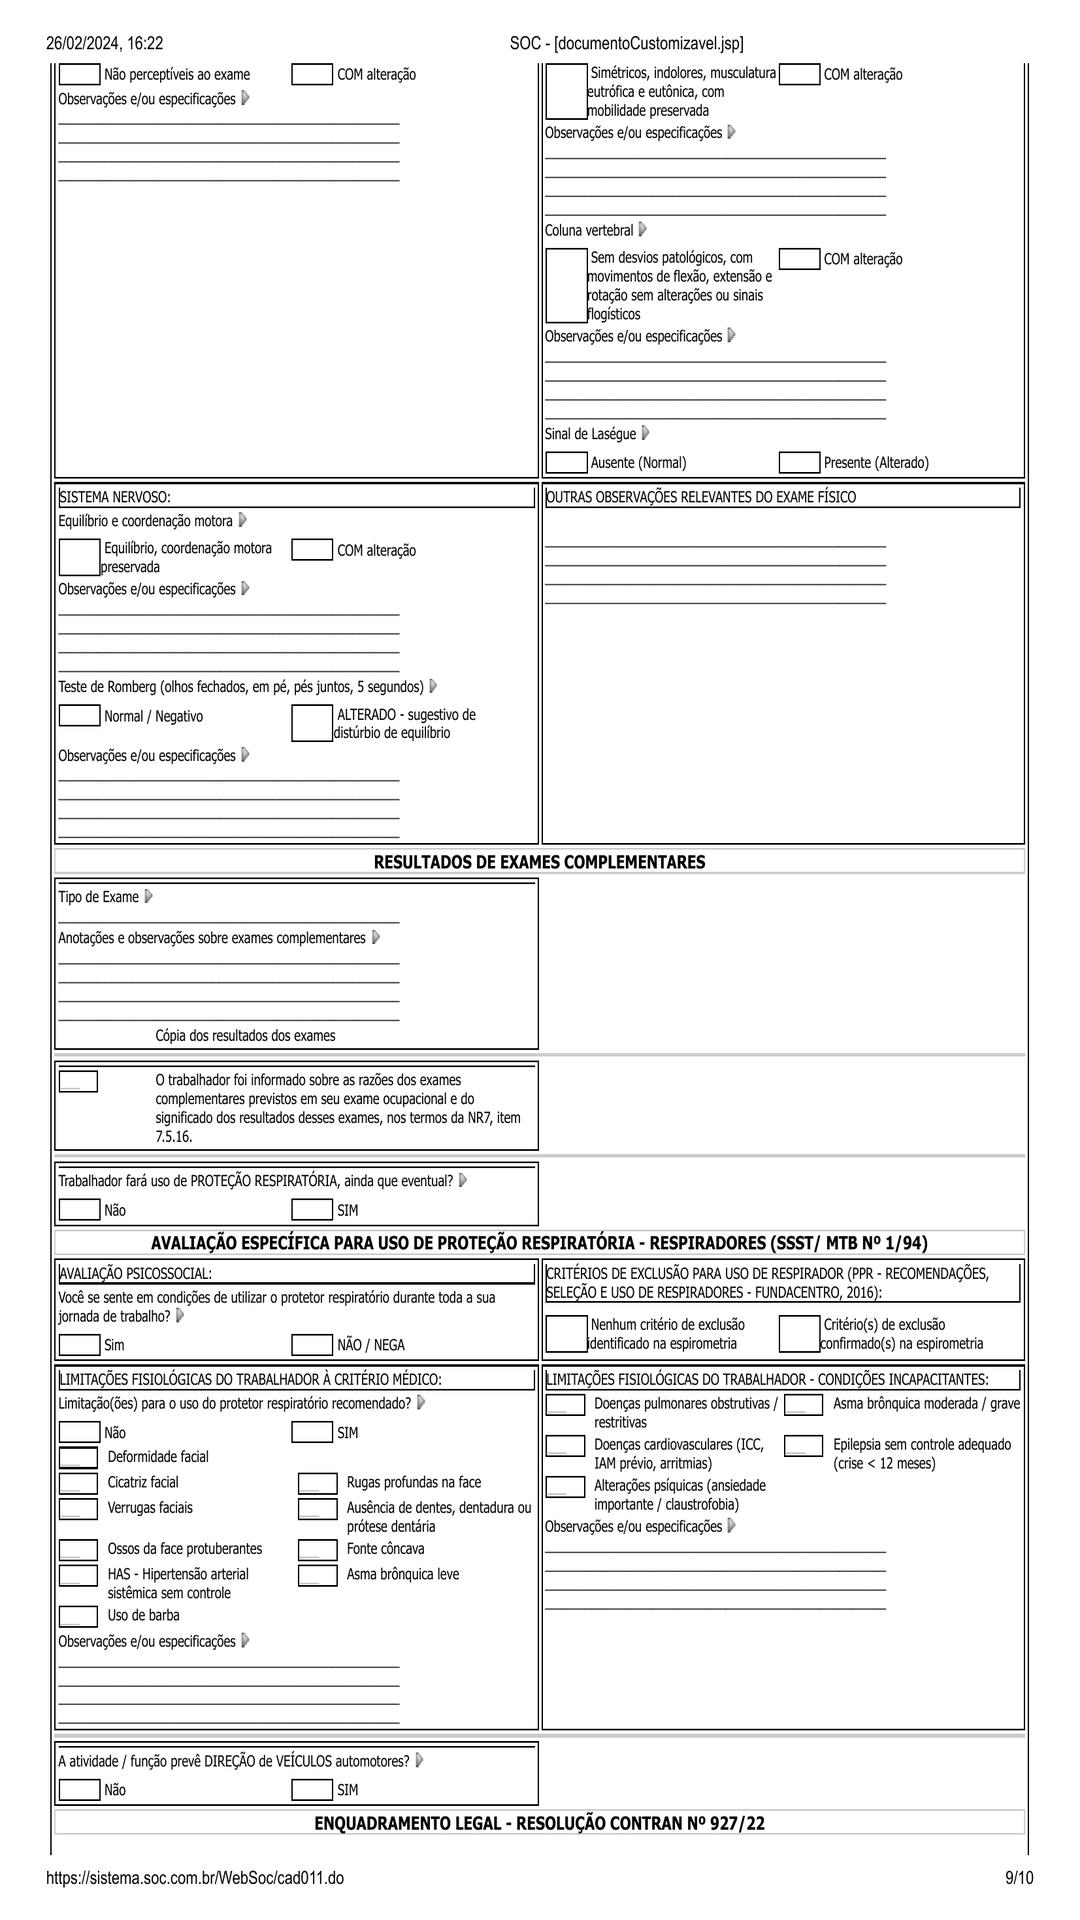 26/02/2024, 16:22
SOC - [documentoCustomizavel.jsp]
Não perceptíveis ao exame
COM alteração
Observações e/ou especificações
Simétricos, indolores, musculatura
eutrófica e eutônica, com
mobilidade preservada
COM alteração
Observações e/ou especificações
Coluna vertebral
Sem desvios patológicos, com
movimentos de flexão, extensão e
rotação sem alterações ou sinais
flogísticos
COM alteração
Observações e/ou especificações
Sinal de Laségue
Ausente (Normal)
Presente (Alterado)
SISTEMA NERVOSO:
Equilíbrio e coordenação motora
Equilíbrio, coordenação motora
preservada
COM alteração
Observações e/ou especificações
Teste de Romberg (olhos fechados, em pé, pés juntos, 5 segundos)
Normal / Negativo
ALTERADO - sugestivo de
distúrbio de equilíbrio
Observações e/ou especificações
OUTRAS OBSERVAÇÕES RELEVANTES DO EXAME FÍSICO
RESULTADOS DE EXAMES COMPLEMENTARES
Tipo de Exame
Anotações e observações sobre exames complementares
Cópia dos resultados dos exames
O trabalhador foi informado sobre as razões dos exames
complementares previstos em seu exame ocupacional e do
significado dos resultados desses exames, nos termos da NR7, item
7.5.16.
Trabalhador fará uso de PROTEÇÃO RESPIRATÓRIA, ainda que eventual?
Não
SIM
AVALIAÇÃO ESPECÍFICA PARA USO DE PROTEÇÃO RESPIRATÓRIA - RESPIRADORES (SSST/ MTB Nº 1/94)
AVALIAÇÃO PSICOSSOCIAL:
Você se sente em condições de utilizar o protetor respiratório durante toda a sua
jornada de trabalho?
Sim
NÃO / NEGA
CRITÉRIOS DE EXCLUSÃO PARA USO DE RESPIRADOR (PPR - RECOMENDAÇÕES,
SELEÇÃO E USO DE RESPIRADORES - FUNDACENTRO, 2016):
Nenhum critério de exclusão
identificado na espirometria
Critério(s) de exclusão
confirmado(s) na espirometria
LIMITAÇÕES FISIOLÓGICAS DO TRABALHADOR À CRITÉRIO MÉDICO:
Limitação(ões) para o uso do protetor respiratório recomendado?
Não
SIM
Deformidade facial
Cicatriz facial
Rugas profundas na face
Verrugas faciais
Ausência de dentes, dentadura ou
prótese dentária
Ossos da face protuberantes
Fonte côncava
HAS - Hipertensão arterial
sistêmica sem controle
Asma brônquica leve
Uso de barba
Observações e/ou especificações
LIMITAÇÕES FISIOLÓGICAS DO TRABALHADOR - CONDIÇÕES INCAPACITANTES:
Doenças pulmonares obstrutivas /
restritivas
Asma brônquica moderada / grave
Doenças cardiovasculares (ICC,
IAM prévio, arritmias)
Epilepsia sem controle adequado
(crise < 12 meses)
Alterações psíquicas (ansiedade
importante / claustrofobia)
Observações e/ou especificações
A atividade / função prevê DIREÇÃO de VEÍCULOS automotores?
Não
SIM
ENQUADRAMENTO LEGAL - RESOLUÇÃO CONTRAN Nº 927/22
https://sistema.soc.com.br/WebSoc/cad011.do
9/10